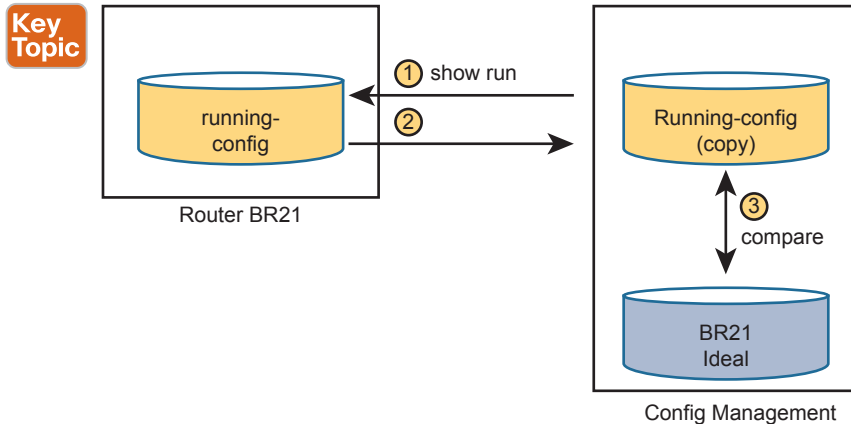 Key
Topic
1 show run
running-
config
2
Running-config
(copy)
3
compare
Router BR21
BR21
Ideal
Config Management